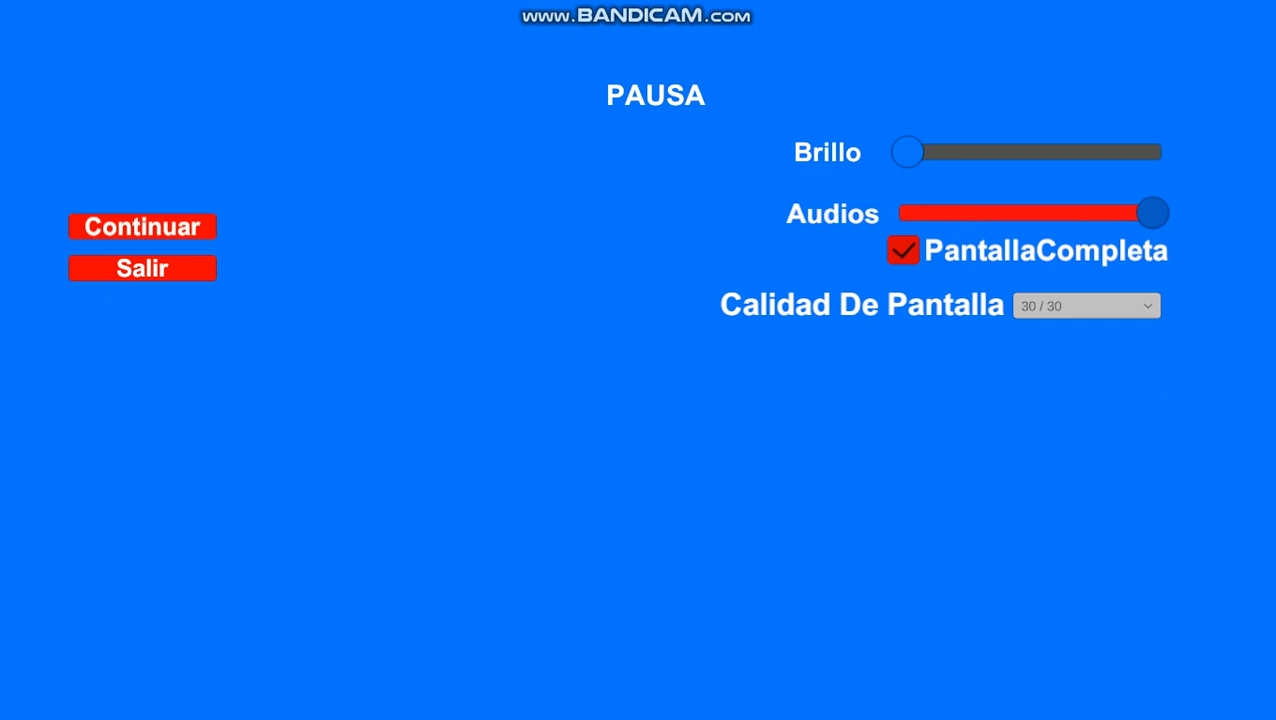 www.BANDICAM.com
PAUSA
Brillo
Audios
Continuar
PantallaCompleta
Salir
Calidad De Pantalla 30 / 30